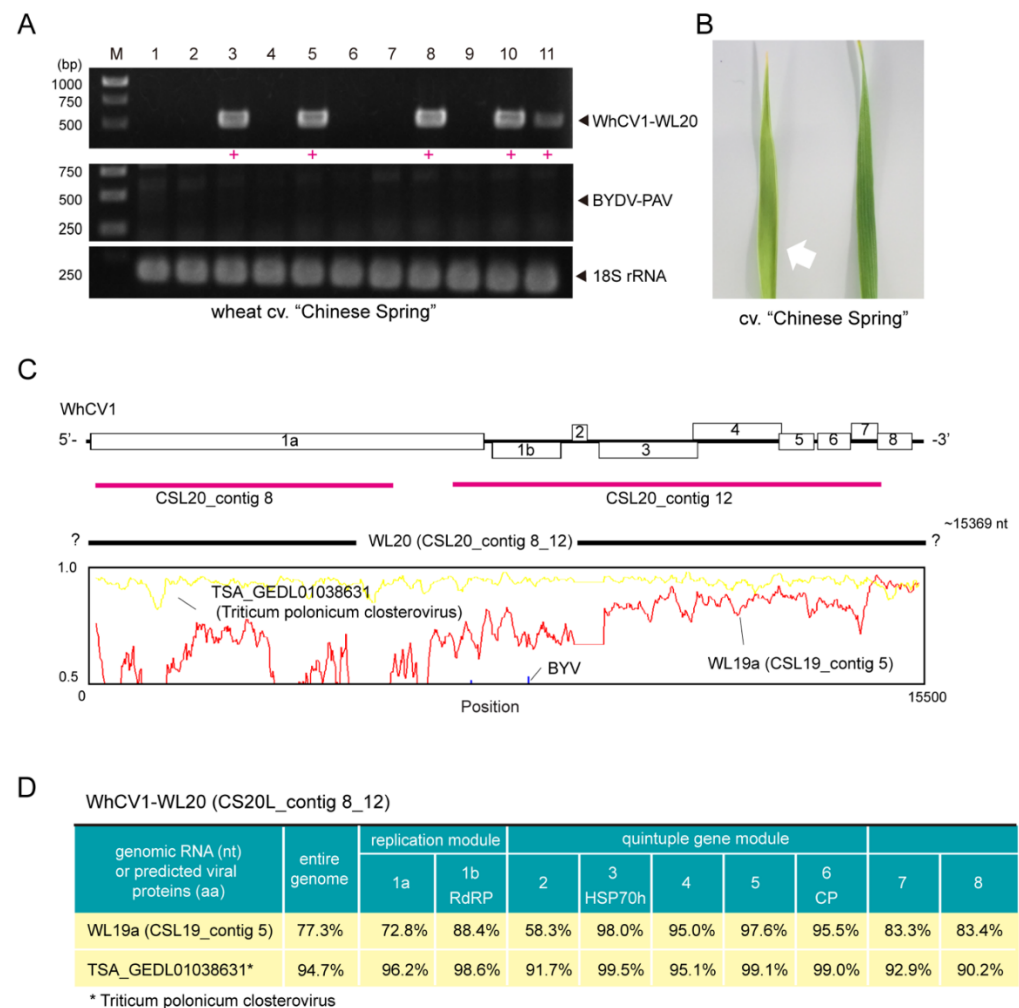 A
M 1 2 3 4 5 6 7 8 9 10 11
(bp)
1000
750
500
WhCV1-WL20
+ + + + +
750
500
250
BYDV-PAV
250
18S rRNA
wheat cv. “Chinese Spring”
B
cv. “Chinese Spring”
C
WhCV1
5’- 1a 1b 2 3 4 5 6 7 8 -3’
CSL20_contig 8 CSL20_contig 12
~15369 nt
? WL20 (CSL20_contig 8_12) ?
1.0
TSA_GEDL01038631
(Triticum polonicum closterovirus)
WL19a (CSL19_contig 5)
BYV
0.5
0 Position 15500
D
WhCV1-WL20 (CS20L_contig 8_12)
genomic RNA (nt) or predicted viral proteins (aa) entire genome replication module quintuple gene module
1a 1b RdRP 2 3 HSP70h 4 5 6 CP 7 8
WL19a (CSL19_contig 5) 77.3% 72.8% 88.4% 58.3% 98.0% 95.0% 97.6% 95.5% 83.3% 83.4%
TSA_GEDL01038631* 94.7% 96.2% 98.6% 91.7% 99.5% 95.1% 99.1% 99.0% 92.9% 90.2%
* Triticum polonicum closterovirus